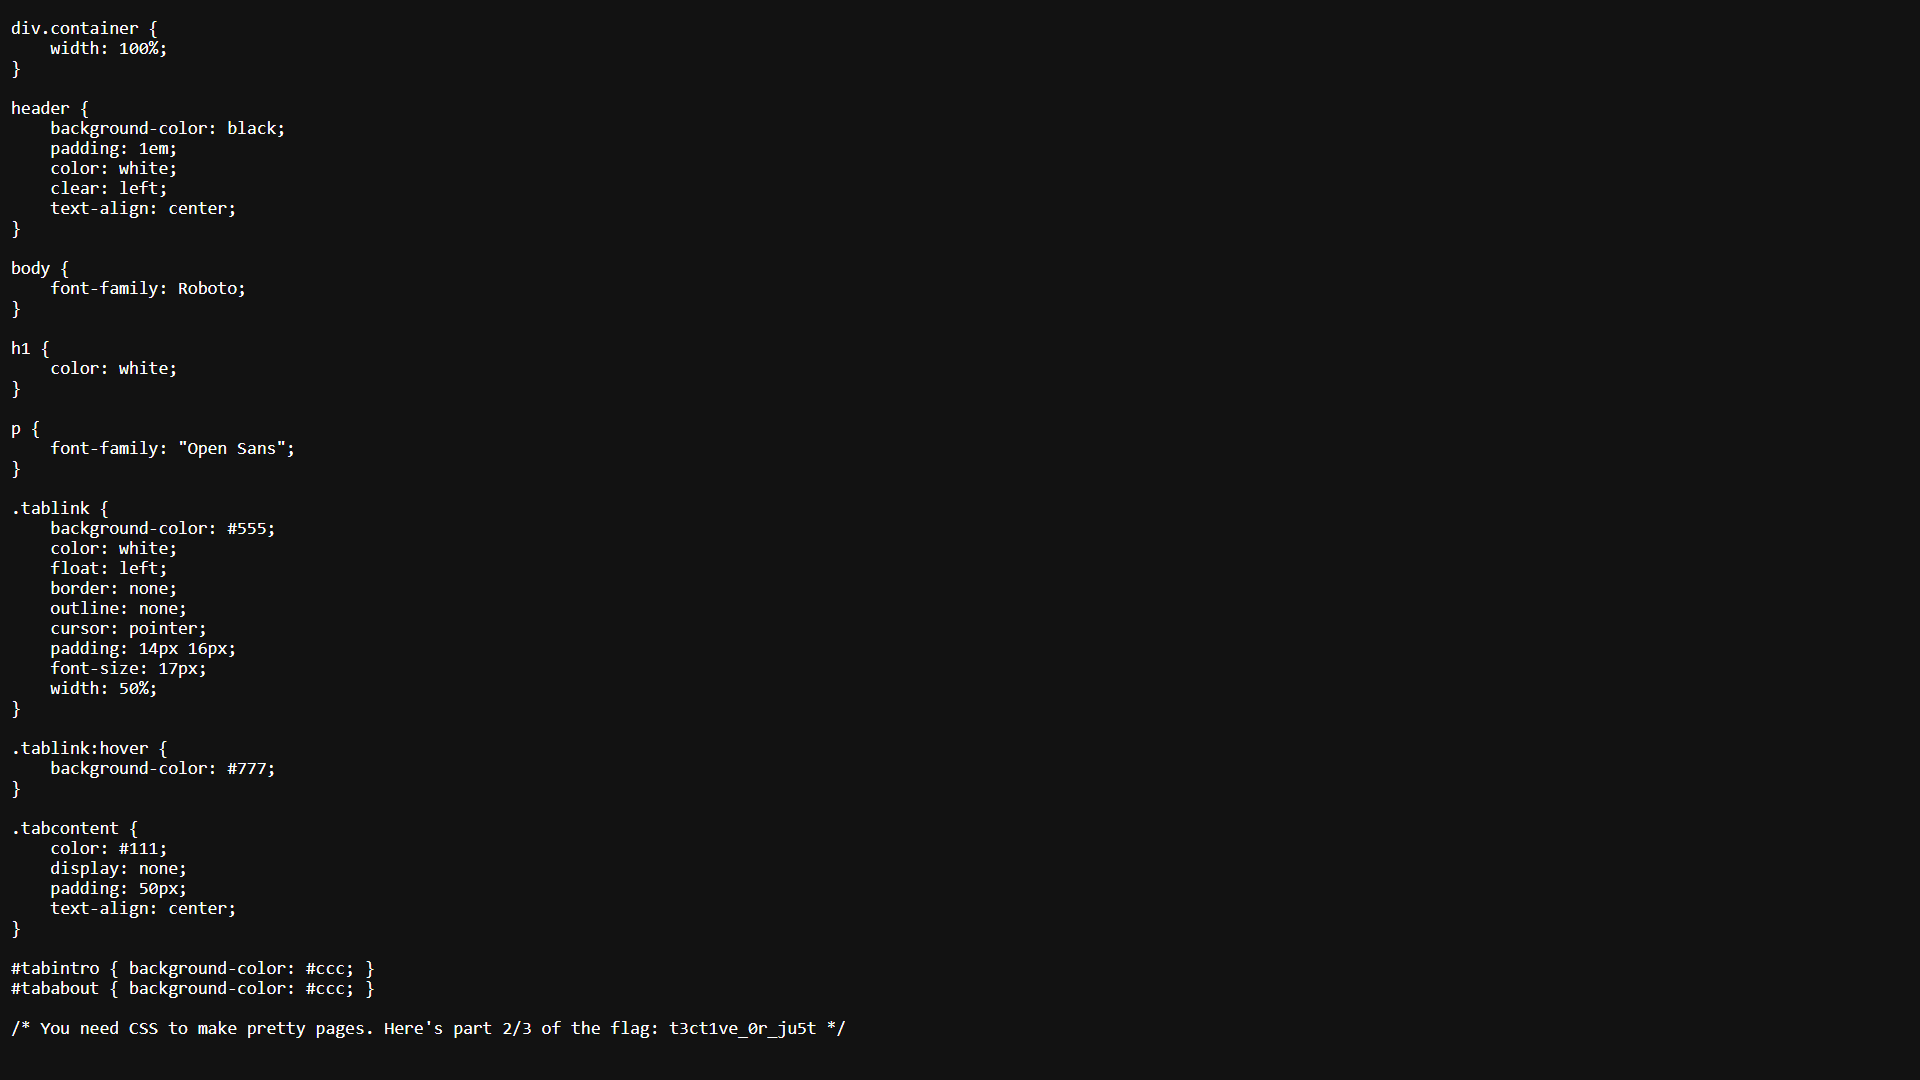 div.container {
    width: 100%;
}

header {
    background-color: black;
    padding: 1em;
    color: white;
    clear: left;
    text-align: center;
}

body {
    font-family: Roboto;
}

h1 {
    color: white;
}

p {
    font-family: "Open Sans";
}

.tablink {
    background-color: #555;
    color: white;
    float: left;
    border: none;
    outline: none;
    cursor: pointer;
    padding: 14px 16px;
    font-size: 17px;
    width: 50%;
}

.tablink:hover {
    background-color: #777;
}

.tabcontent {
    color: #111;
    display: none;
    padding: 50px;
    text-align: center;
}

#tabintro { background-color: #ccc; }
#tababout { background-color: #ccc; }

/* You need CSS to make pretty pages. Here's part 2/3 of the flag: t3ct1ve_0r_ju5t */